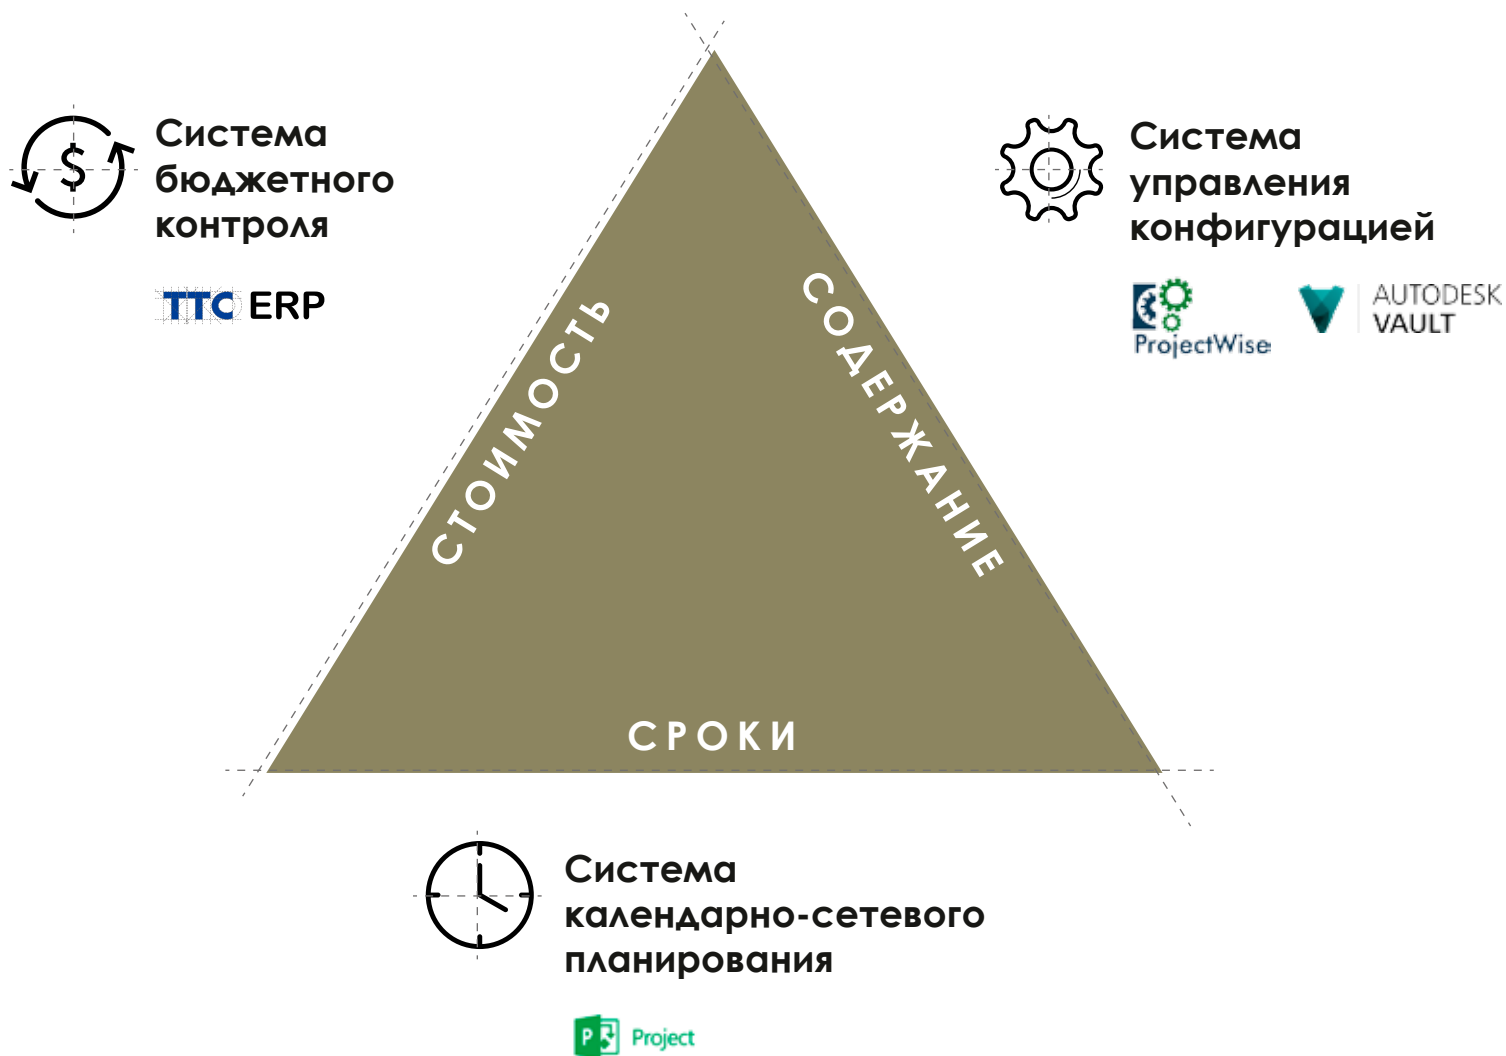 Система
бюджетного
контроля
TTC ERP
Система
управления
конфигурацией
ProjectWise
AUTODESK
VAULT
СТОИМОСТЬ
СОДЕРЖАНИЕ
СРОКИ
Система
календарно-сетевого
планирования
P Project